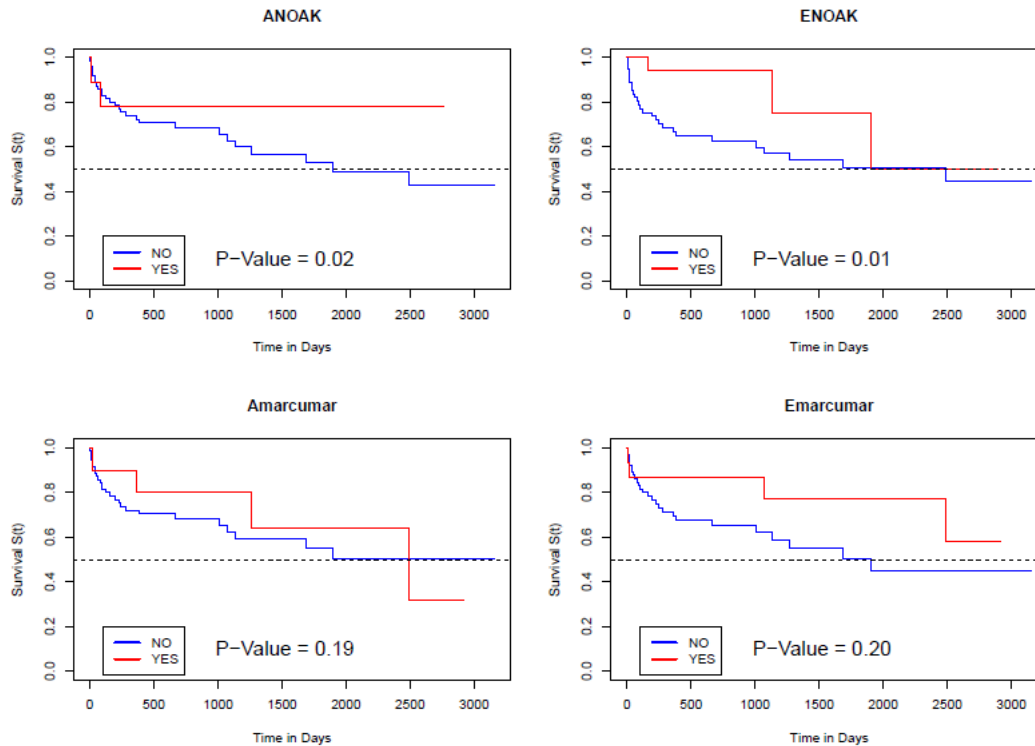 ANOAK
Survival S(t)
0.0 0.2 0.4 0.6 0.8 1.0
NO
YES
P−Value = 0.02
0 500 1000 1500 2000 2500 3000
Time in Days
ENOAK
Survival S(t)
0.0 0.2 0.4 0.6 0.8 1.0
NO
YES
P−Value = 0.01
0 500 1000 1500 2000 2500 3000
Time in Days
Amarcumar
Survival S(t)
0.0 0.2 0.4 0.6 0.8 1.0
NO
YES
P−Value = 0.19
0 500 1000 1500 2000 2500 3000
Time in Days
Emarcumar
Survival S(t)
0.0 0.2 0.4 0.6 0.8 1.0
NO
YES
P−Value = 0.20
0 500 1000 1500 2000 2500 3000
Time in Days